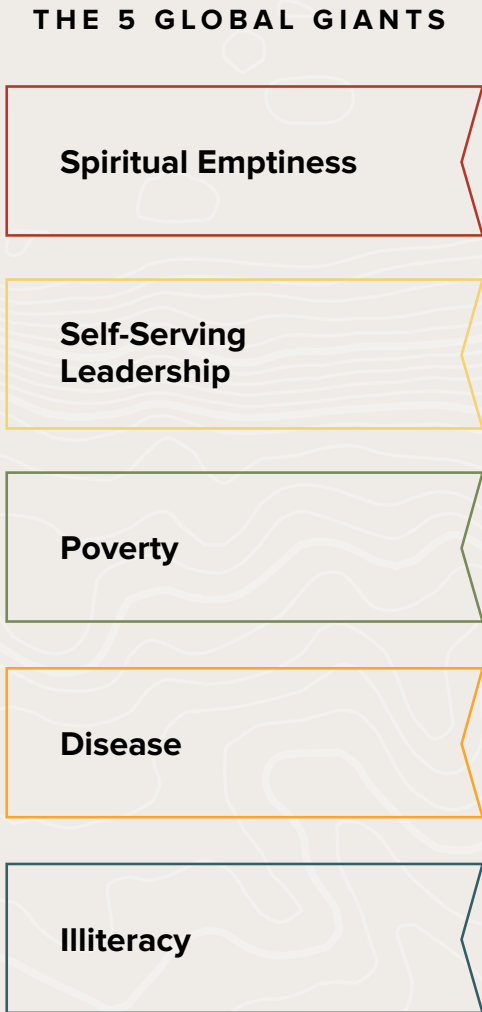 THE 5 GLOBAL GIANTS
Spiritual Emptiness
Self-Serving
Leadership
Poverty
Disease
Illiteracy